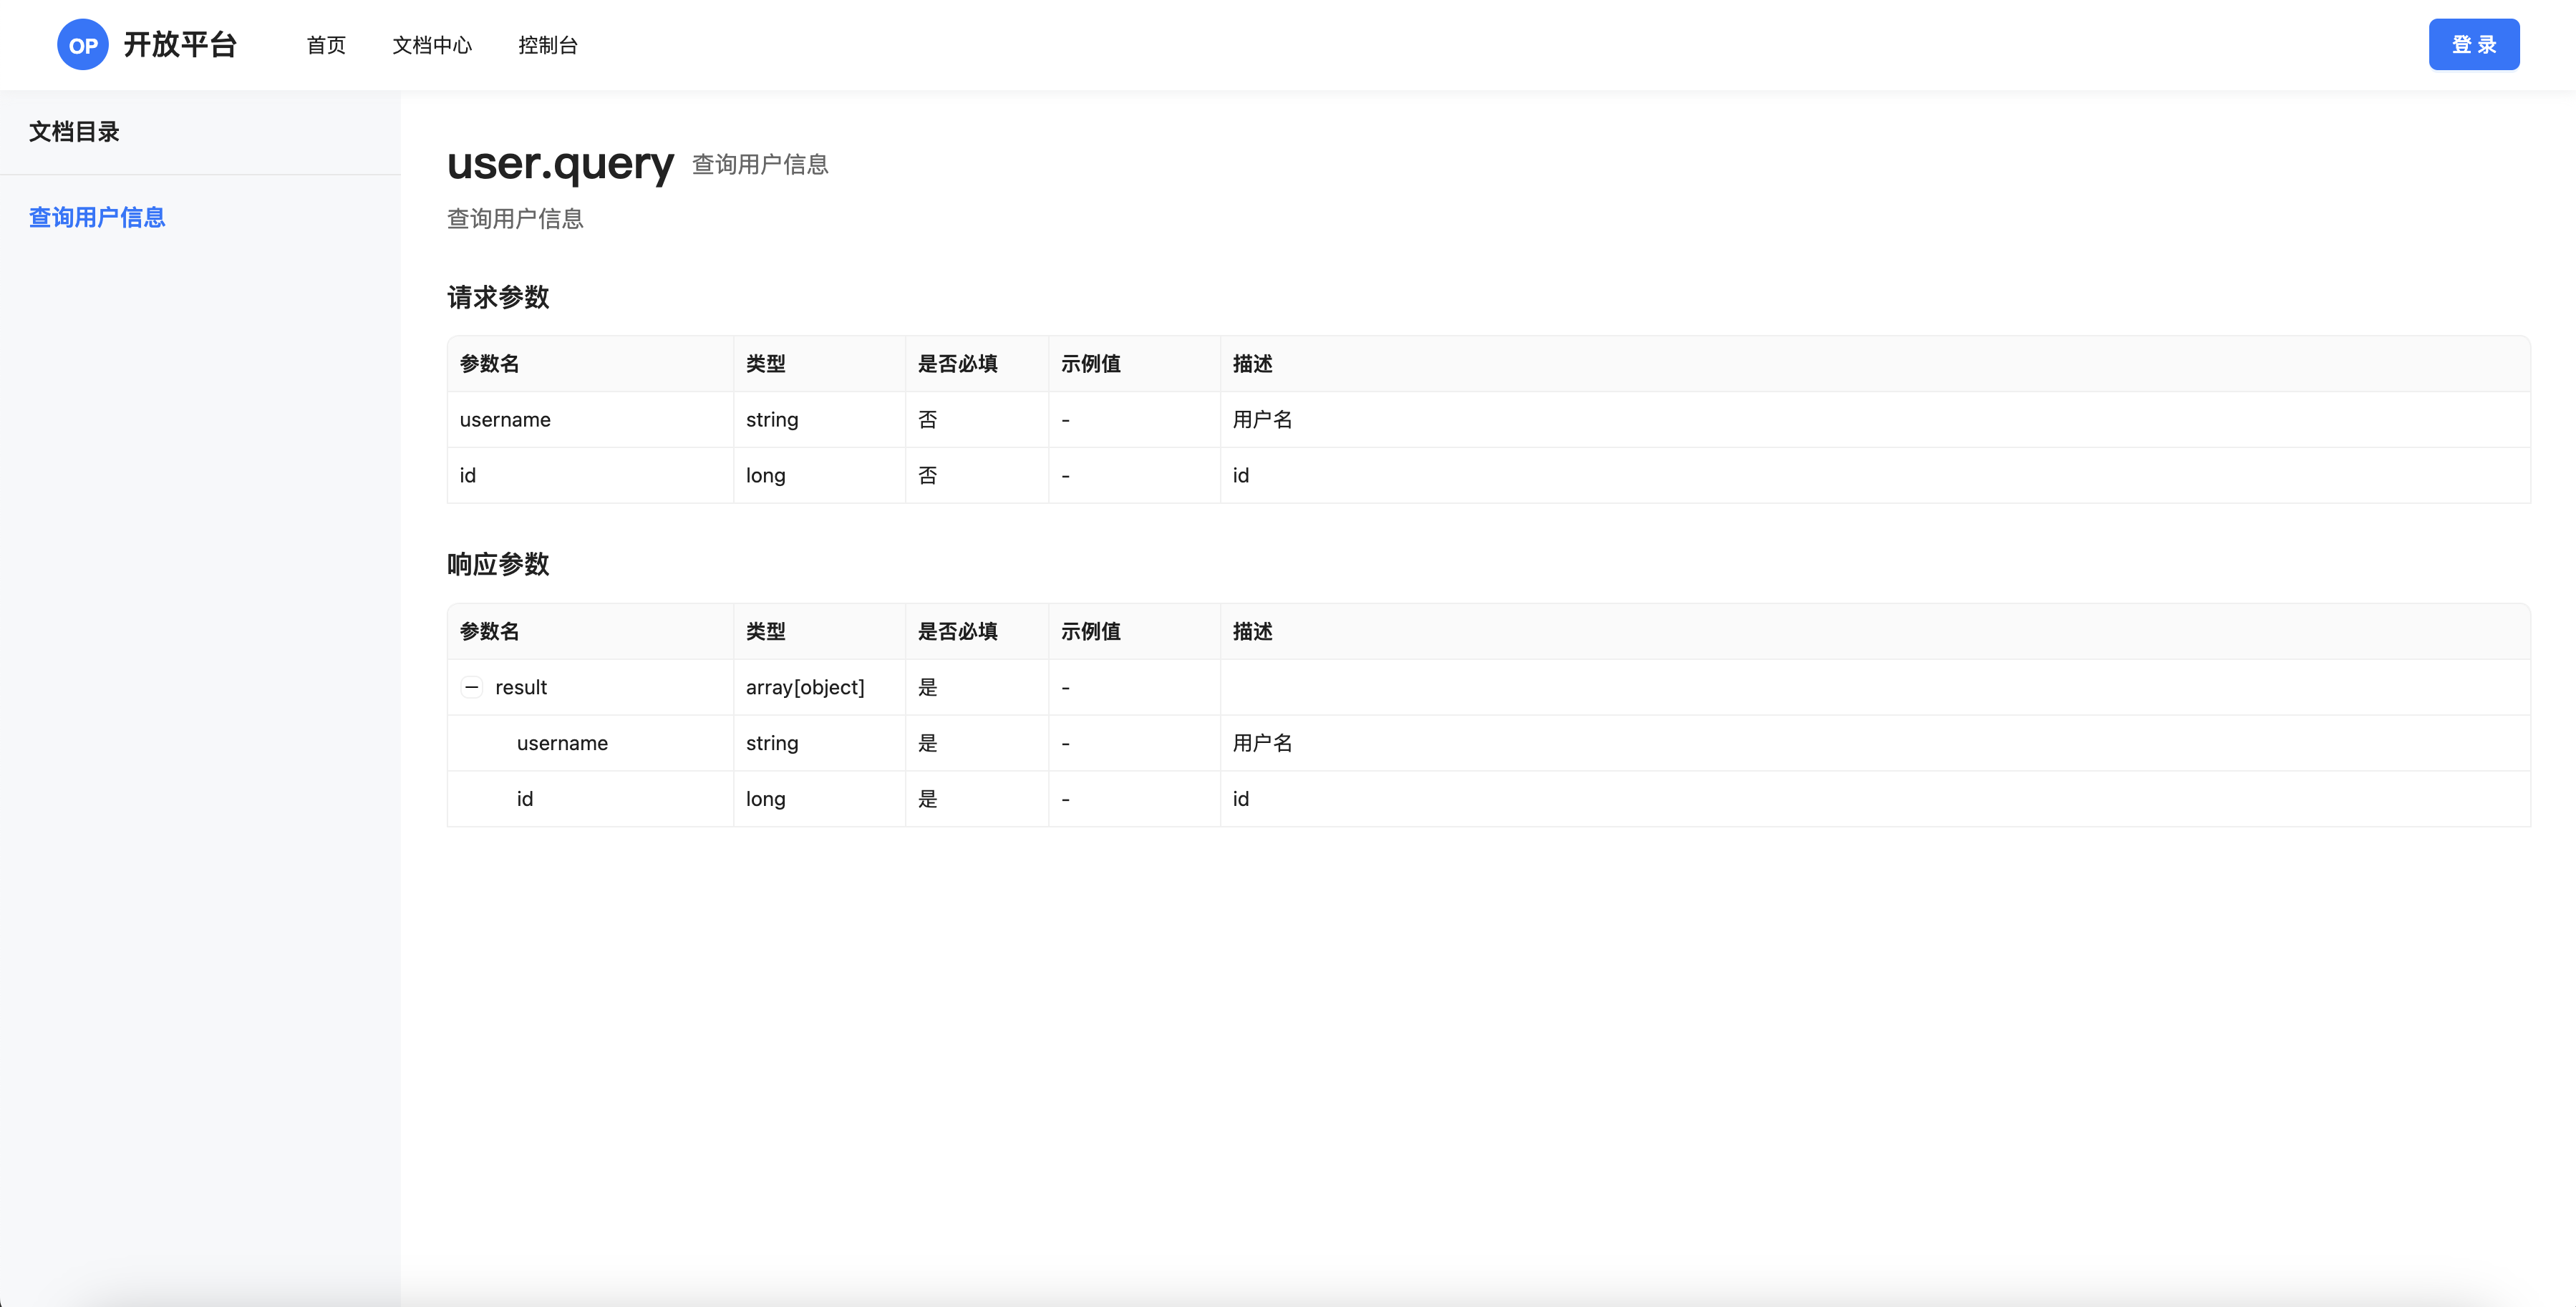 OP 开放平台 首页 文档中心 控制台 登 录
文档目录
查询用户信息
user.query 查询用户信息
查询用户信息
请求参数
参数名 类型 是否必填 示例值 描述
username string 否 - 用户名
id long 否 - id
响应参数
参数名 类型 是否必填 示例值 描述
result array[object] 是 -
username string 是 - 用户名
id long 是 - id